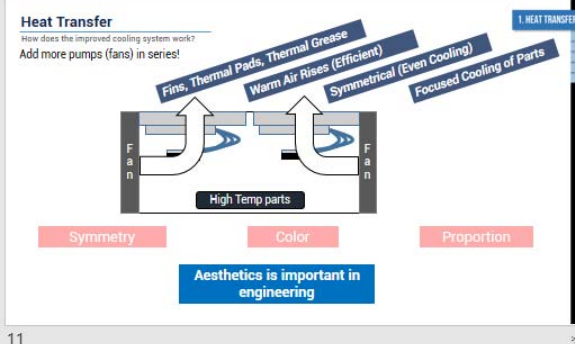 Heat Transfer
1. HEAT TRANSFER
How does the improved cooling system work?
Add more pumps (fans) in series!
Fins, Thermal Pads, Thermal Grease
Warm Air Rises (Efficient)
Symmetrical (Even Cooling)
Focused Cooling of Parts
Fan
Fan
High Temp parts
Symmetry
Color
Proportion
Aesthetics is important in
engineering
11